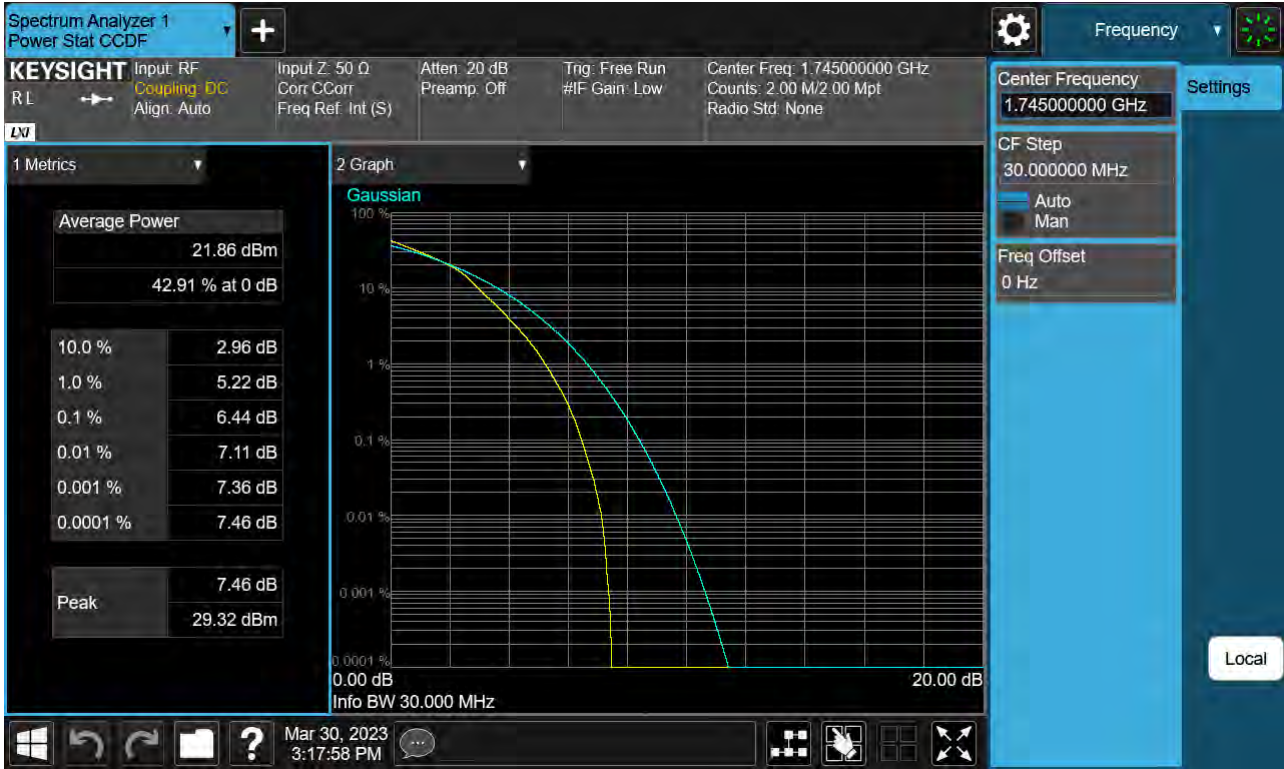 Spectrum Analyzer 1
Power Stat CCDF
Frequency
KEYSIGHT
R L
LXI
Input: RF
Coupling: DC
Align: Auto
Input Z: 50 Ω
Corr CCorr
Freq Ref: Int (S)
Atten: 20 dB
Preamp: Off
Trig: Free Run
#IF Gain: Low
Center Freq: 1.745000000 GHz
Counts: 2.00 M/2.00 Mpt
Radio Std: None
1 Metrics
Average Power
21.86 dBm
42.91 % at 0 dB
10.0 % 2.96 dB
1.0 % 5.22 dB
0.1 % 6.44 dB
0.01 % 7.11 dB
0.001 % 7.36 dB
0.0001 % 7.46 dB
Peak
7.46 dB
29.32 dBm
2 Graph
Gaussian
100 %
10 %
1 %
0.1 %
0.01 %
0.001 %
0.0001 %
0.00 dB 20.00 dB
Info BW 30.000 MHz
Center Frequency
1.745000000 GHz
CF Step
30.000000 MHz
Auto
Man
Freq Offset
0 Hz
Settings
Local
Mar 30, 2023
3:17:58 PM